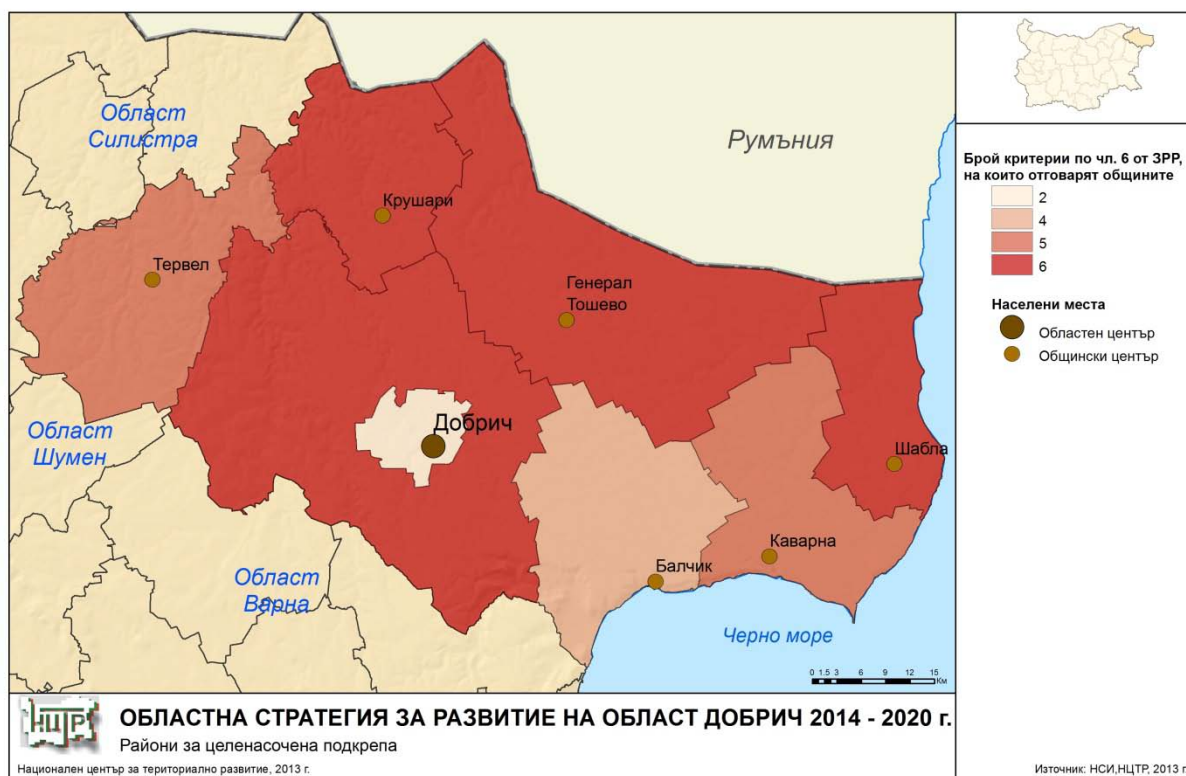 Област
Силистра
Румъния
Крушари
Тервел
Генерал
Тошево
Добрич
Област
Шумен
Шабла
Каварна
Балчик
Област
Варна
Черно море
0 1.5 3 6 9 12 15
Км
Брой критерии по чл. 6 от ЗРР,
на които отговарят общините
2
4
5
6
Населени места
Областен център
Общински център
НЦТР
ОБЛАСТНА СТРАТЕГИЯ ЗА РАЗВИТИЕ НА ОБЛАСТ ДОБРИЧ 2014 - 2020 г.
Райони за целенасочена подкрепа
Национален център за териториално развитие, 2013 г.
Източник: НСИ,НЦТР, 2013 г.